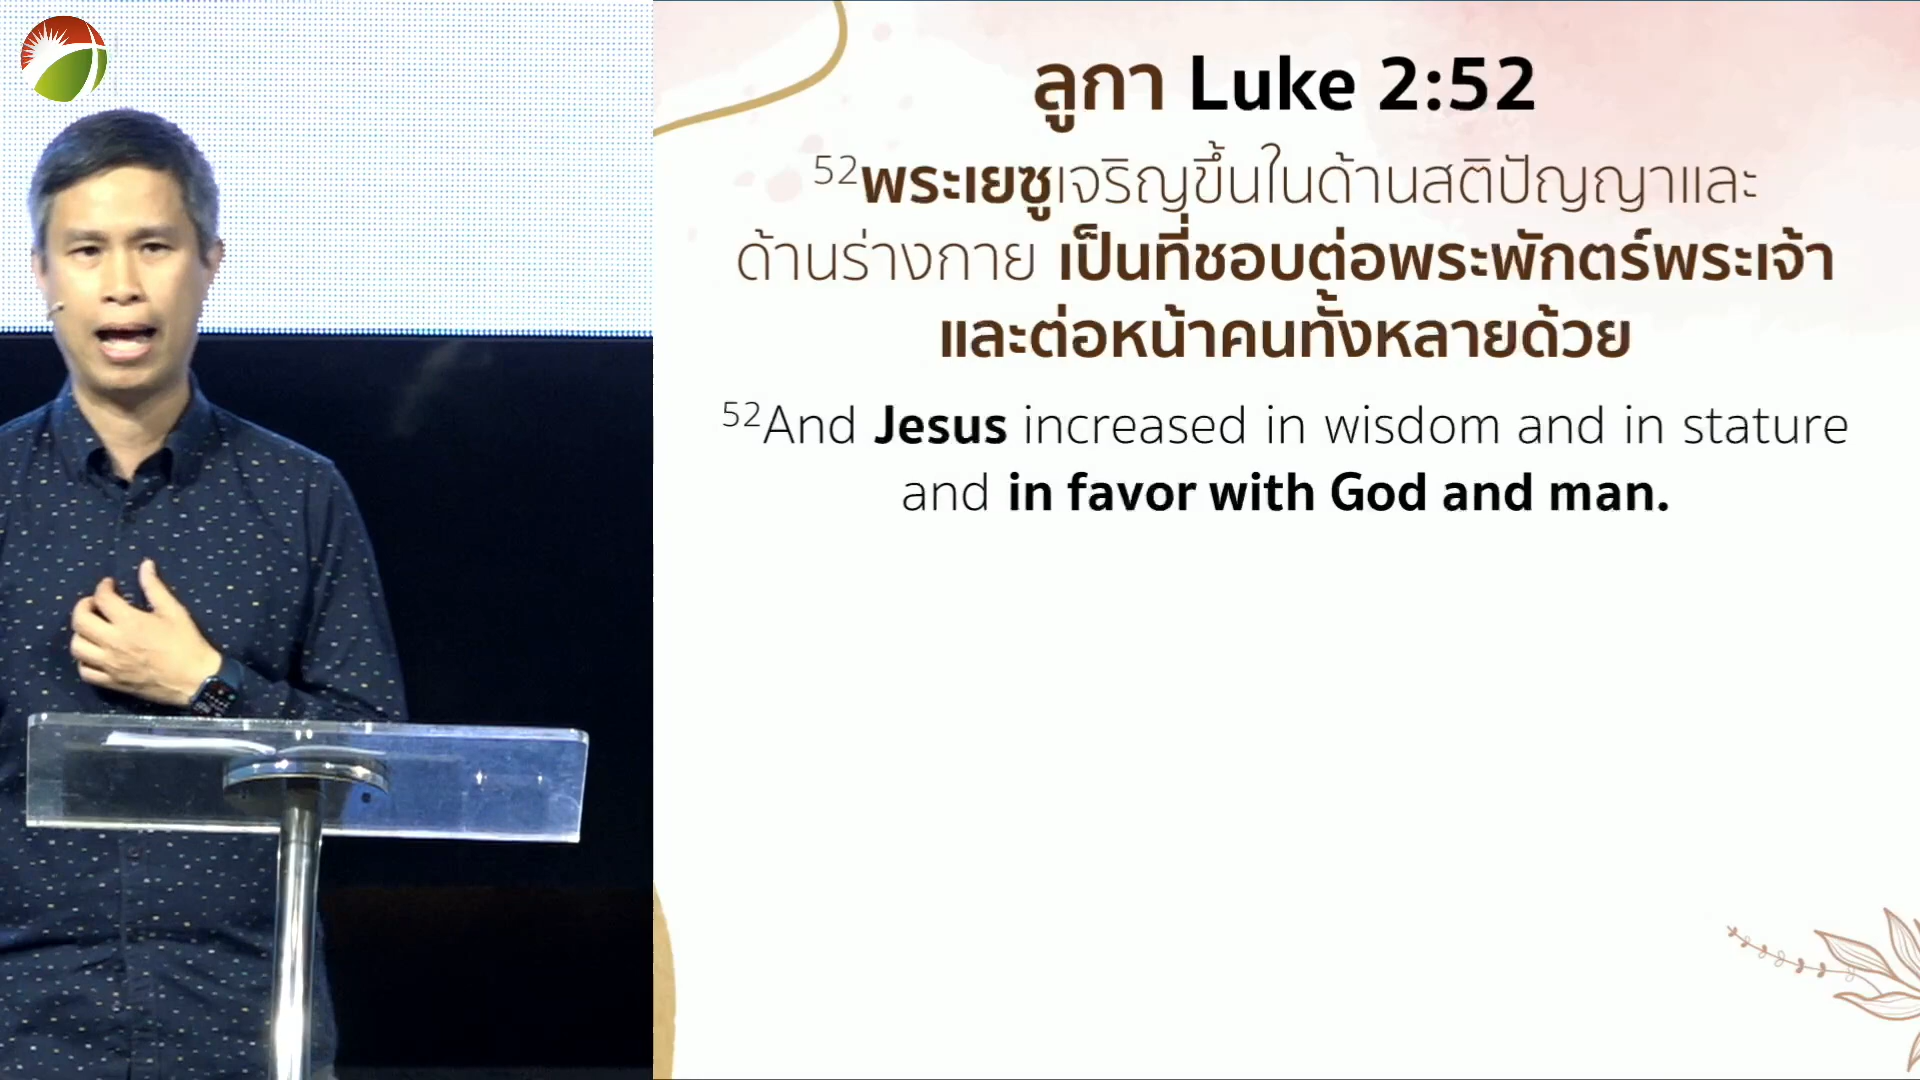 ลูกา Luke 2:52
52พระเยซูเจริญขึ้นในด้านสติปัญญาและ
ด้านร่างกาย เป็นที่ชอบต่อพระพักตร์พระเจ้า
และต่อหน้าคนทั้งหลายด้วย
52And Jesus increased in wisdom and in stature
and in favor with God and man.